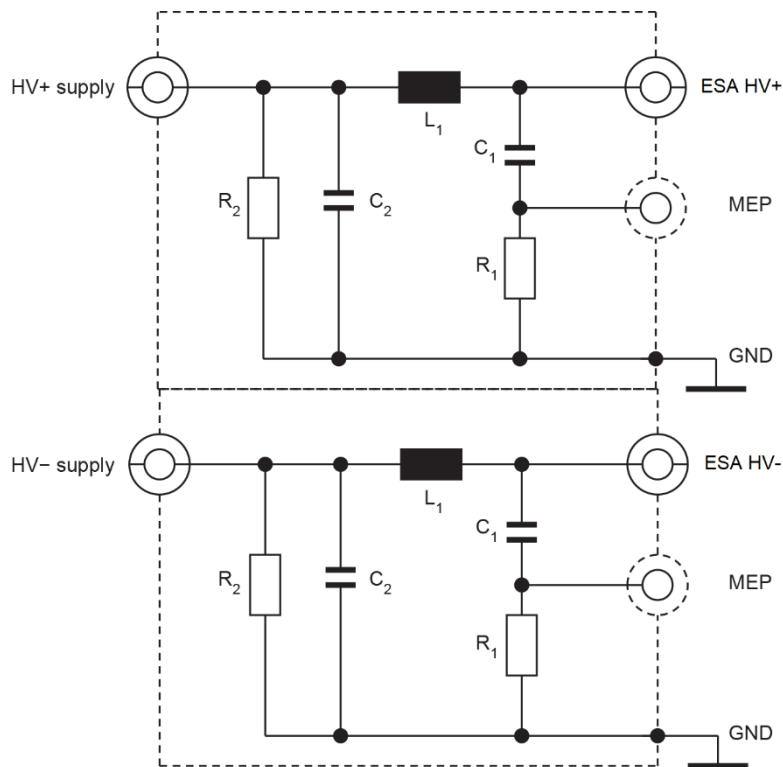 HV+ supply
ESA HV+
L1
C1
MEP
R2
C2
R1
GND
HV− supply
ESA HV-
L1
C1
MEP
R2
C2
R1
GND